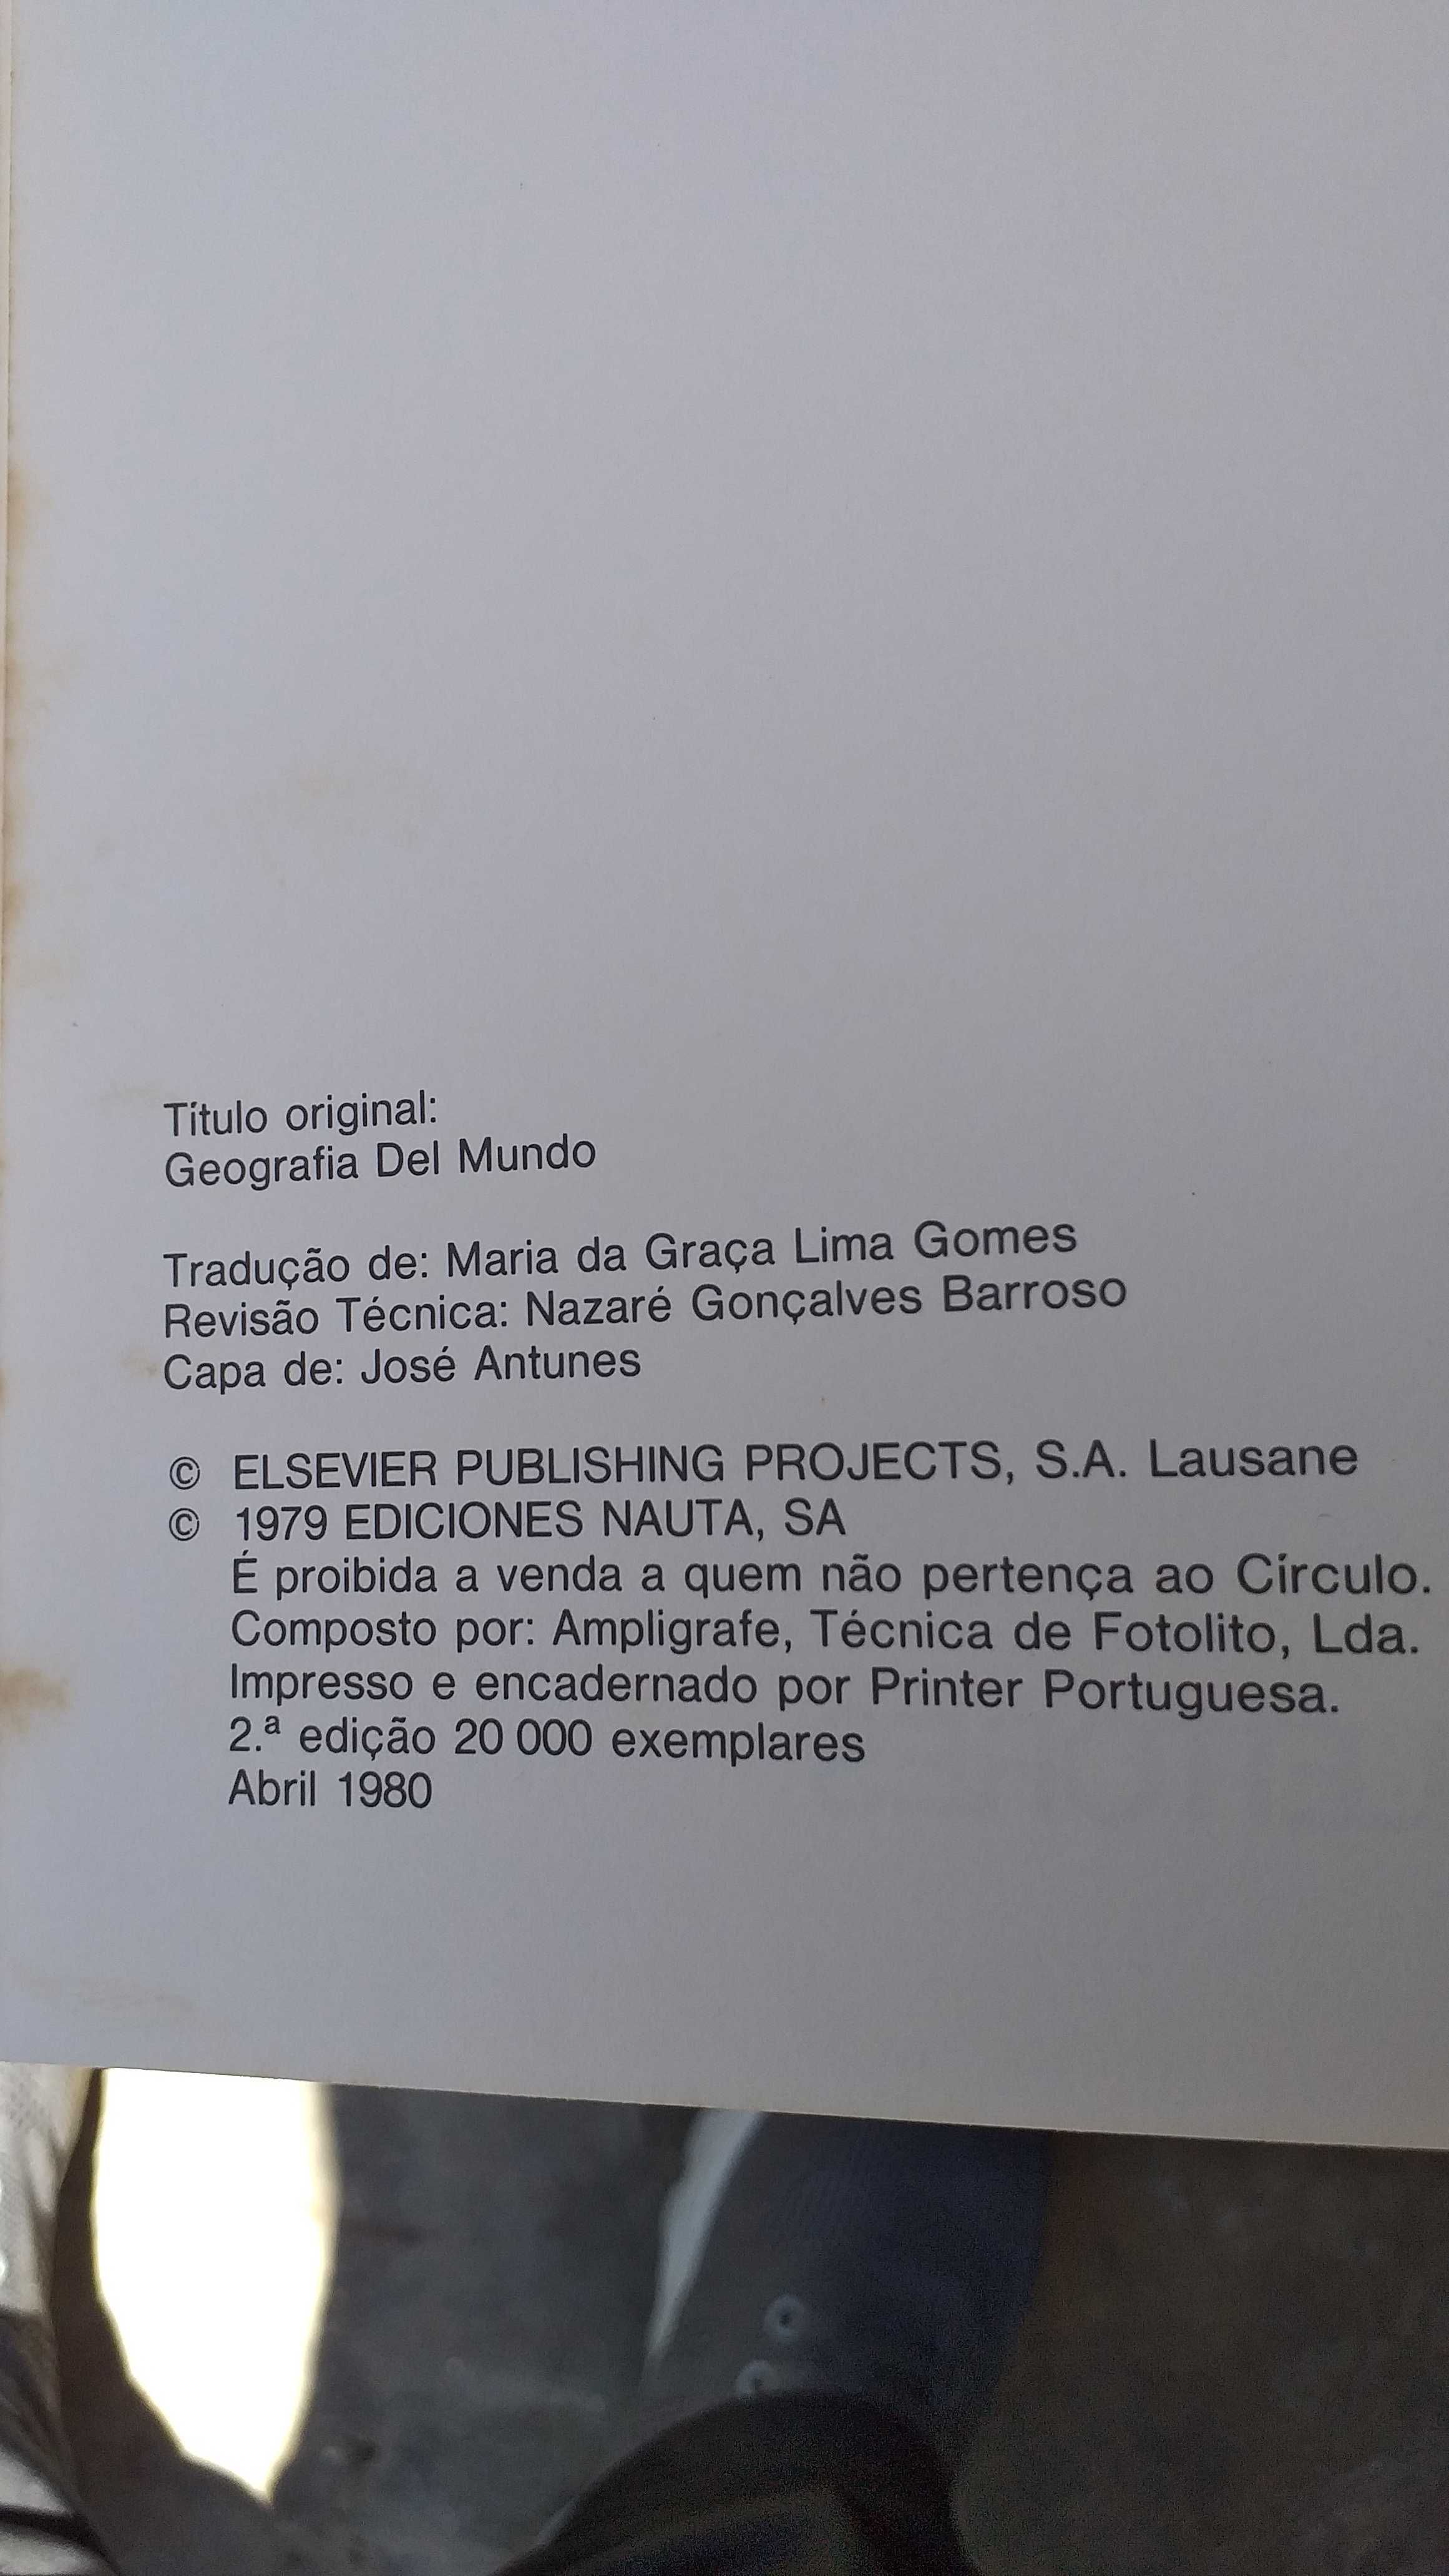 Título original:
Geografia Del Mundo
Tradução de: Maria da Graça Lima Gomes
Revisão Técnica: Nazaré Gonçalves Barroso
Capa de: José Antunes
© ELSEVIER PUBLISHING PROJECTS, S.A. Lausane
© 1979 EDICIONES NAUTA, SA
É proibida a venda a quem não pertença ao Círculo.
Composto por: Ampligrafe, Técnica de Fotolito, Lda.
Impresso e encadernado por Printer Portuguesa.
2.ª edição 20 000 exemplares
Abril 1980